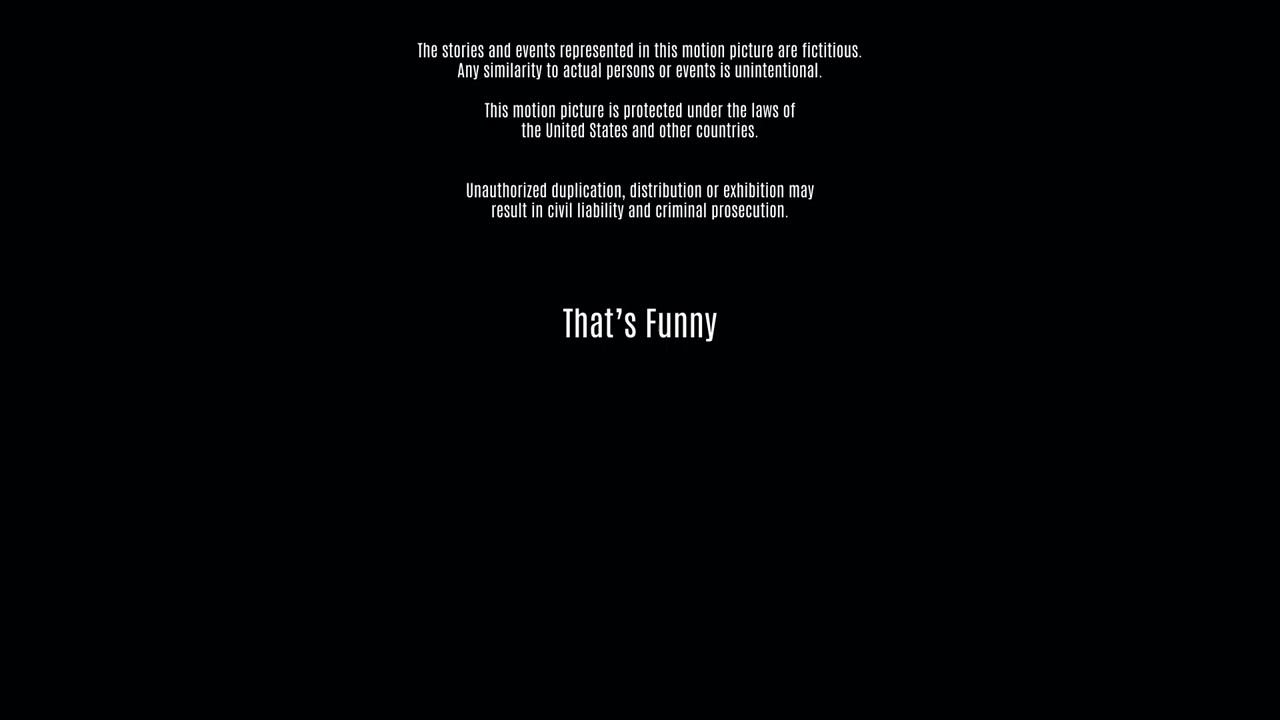 The stories and events represented in this motion picture are fictitious.
Any similarity to actual persons or events is unintentional.
This motion picture is protected under the laws of
the United States and other countries.
Unauthorized duplication, distribution or exhibition may
result in civil liability and criminal prosecution.
That’s Funny